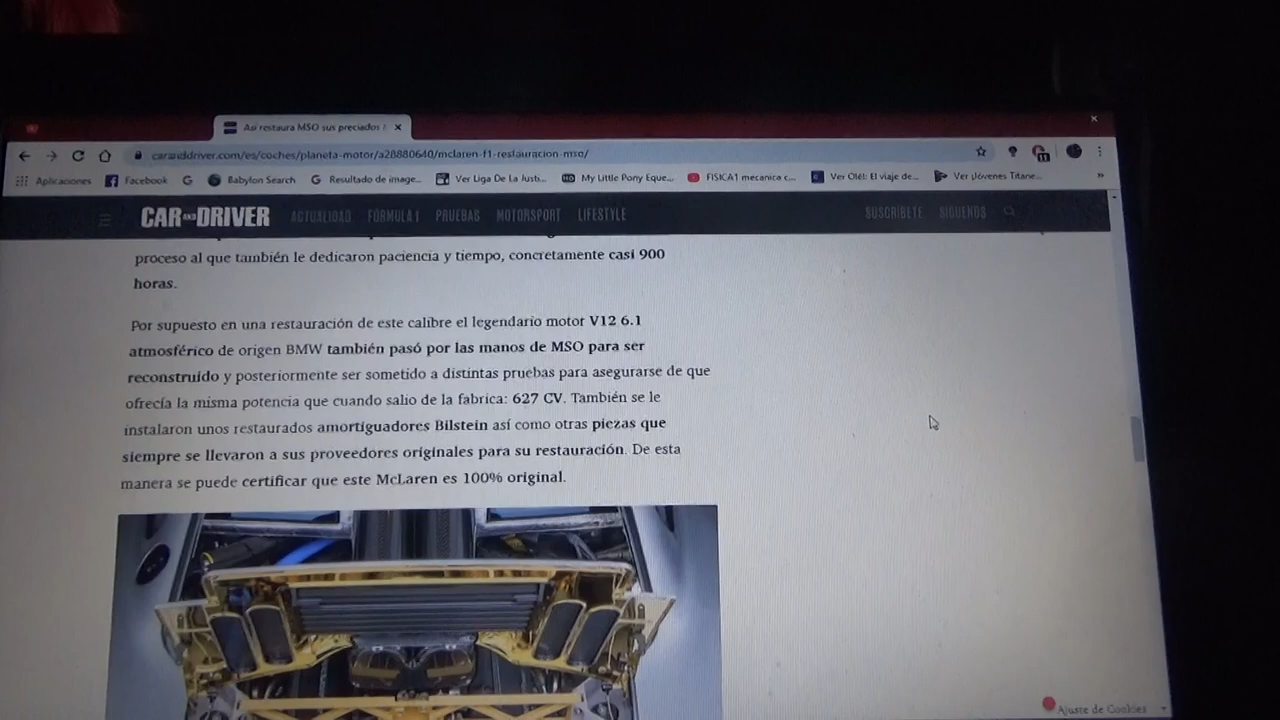 Asi restaura MSO sus preciados
caranddriver.com/es/coches/planeta-motor/a28880640/mclaren-f1-restauracion-mso/
Aplicaciones Facebook Babylon Search Resultado de image... Ver Liga De La Justi... My Little Pony Eque... FISICA1 mecanica c... Ver Olé!: El viaje de... Ver Jóvenes Titane... »
CAR AND DRIVER ACTUALIDAD FÓRMULA 1 PRUEBAS MOTORSPORT LIFESTYLE SUSCRÍBETE SÍGUENOS
proceso al que también le dedicaron paciencia y tiempo, concretamente casi 900
horas.
Por supuesto en una restauración de este calibre el legendario motor V12 6.1
atmosférico de origen BMW también pasó por las manos de MSO para ser
reconstruido y posteriormente ser sometido a distintas pruebas para asegurarse de que
ofrecía la misma potencia que cuando salio de la fabrica: 627 CV. También se le
instalaron unos restaurados amortiguadores Bilstein así como otras piezas que
siempre se llevaron a sus proveedores originales para su restauración. De esta
manera se puede certificar que este McLaren es 100% original.
Ajuste de Cookies